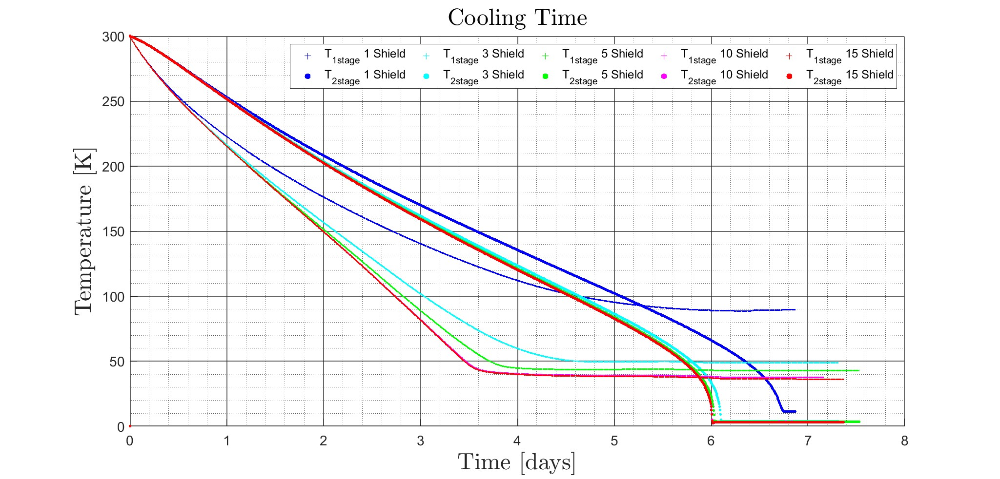 Cooling Time
300
250
200
150
100
50
0
Temperature [K]
T1stage 1 Shield T1stage 3 Shield T1stage 5 Shield T1stage 10 Shield T1stage 15 Shield
T2stage 1 Shield T2stage 3 Shield T2stage 5 Shield T2stage 10 Shield T2stage 15 Shield
0 1 2 3 4 5 6 7 8
Time [days]